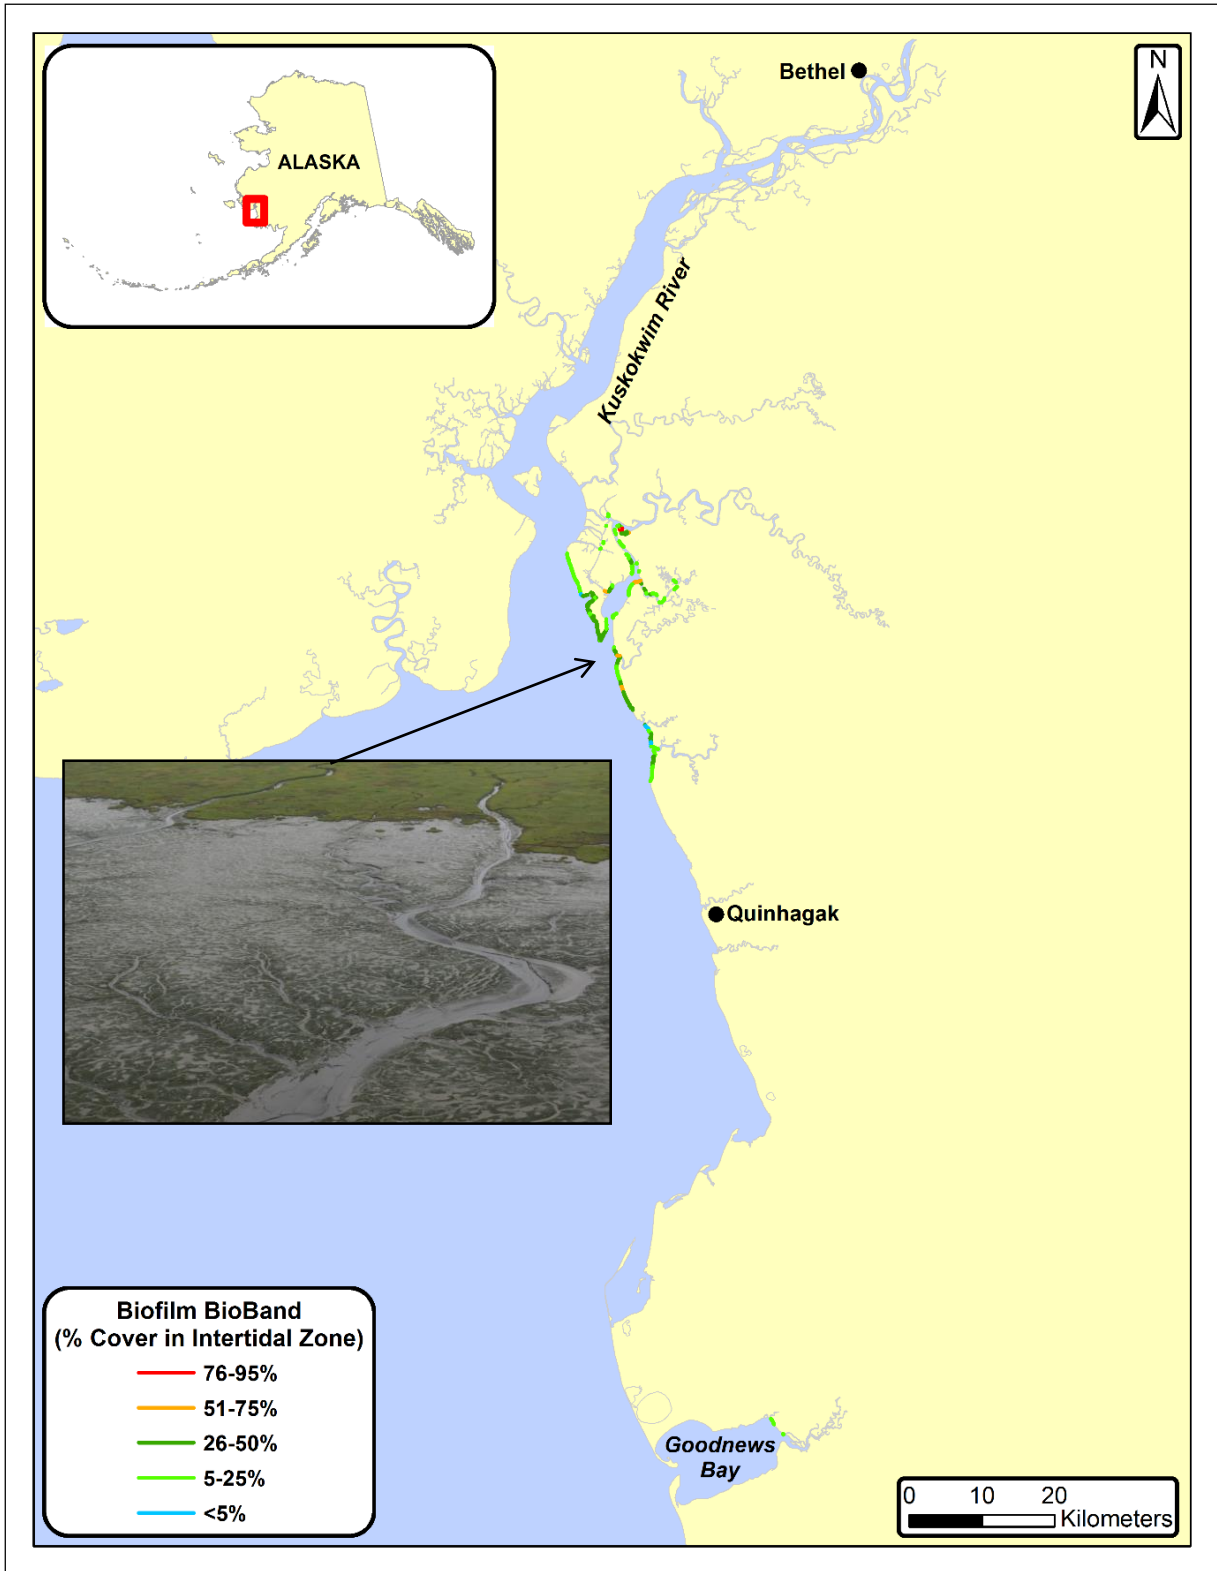 ALASKA
Bethel
N
Kuskokwim River
Quinhagak
Goodnews
Bay
Biofilm BioBand
(% Cover in Intertidal Zone)
76-95%
51-75%
26-50%
5-25%
<5%
0 10 20
Kilometers